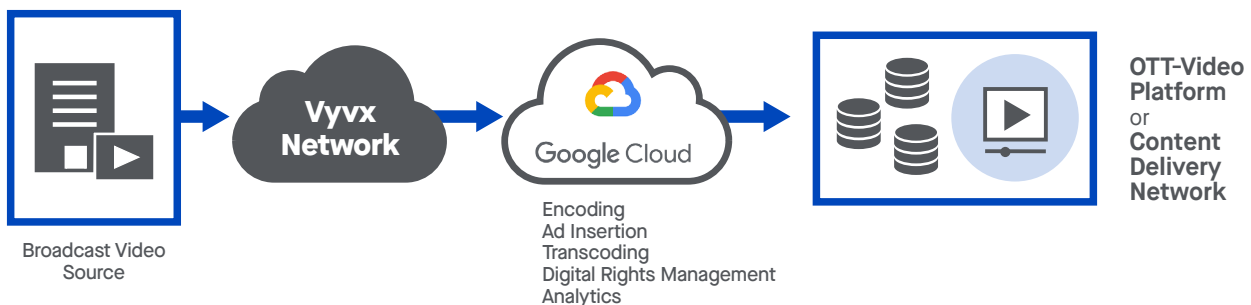 Broadcast Video
Source
Vyvx
Network
Google Cloud
Encoding
Ad Insertion
Transcoding
Digital Rights Management
Analytics
OTT-Video
Platform
or
Content
Delivery
Network